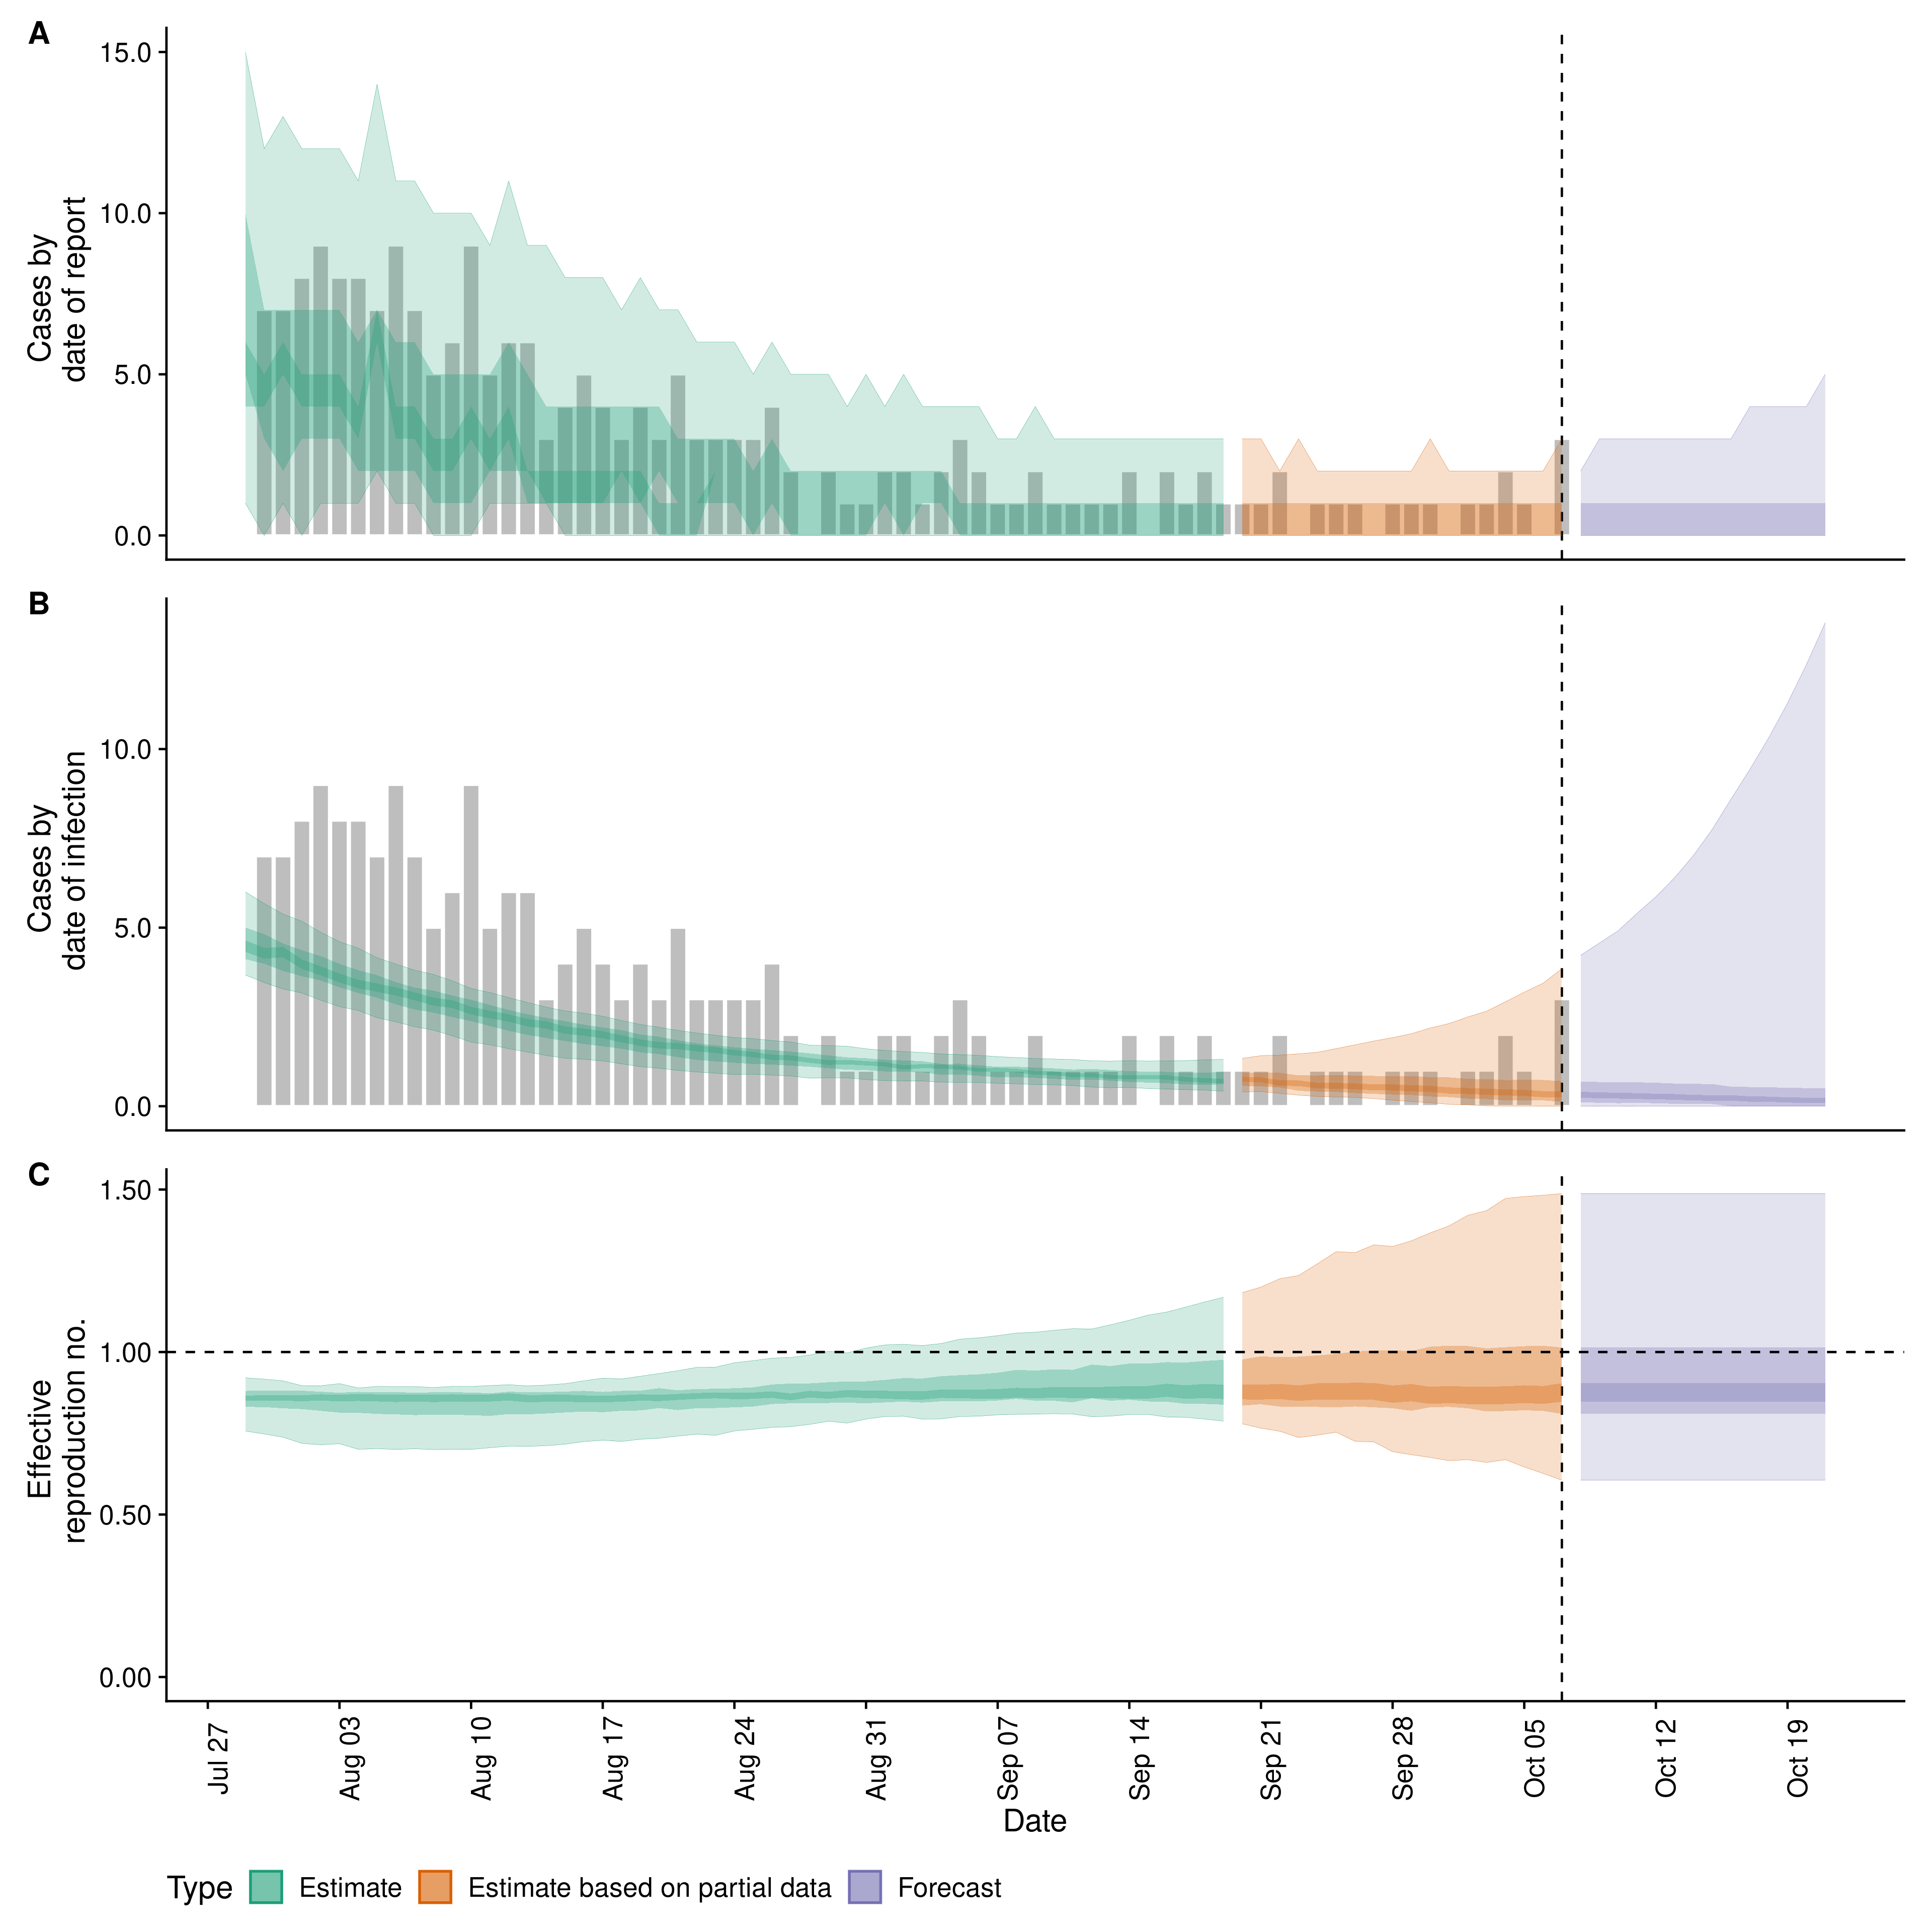 A
15.0
10.0
5.0
0.0
Cases by
date of report
B
10.0
5.0
0.0
Cases by
date of infection
C
1.50
1.00
0.50
0.00
Effective
reproduction no.
Jul 27
Aug 03
Aug 10
Aug 17
Aug 24
Aug 31
Sep 07
Sep 14
Sep 21
Sep 28
Oct 05
Oct 12
Oct 19
Date
Type Estimate Estimate based on partial data Forecast